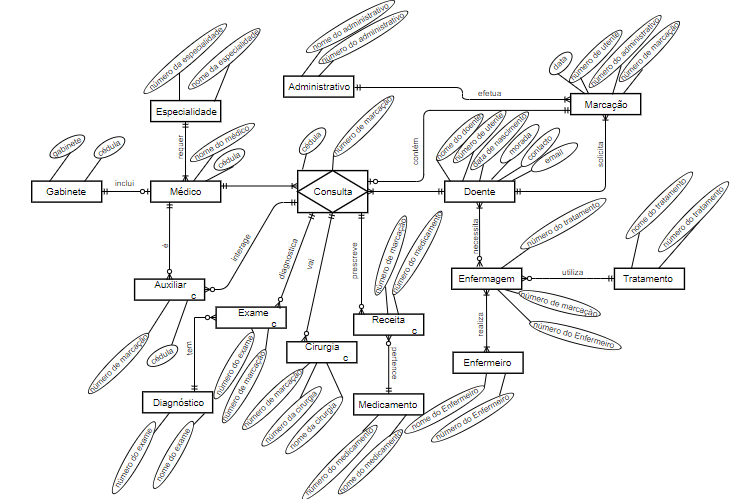 nome do administrativo
número do administrativo
número da especialidade
nome da especialidade
data
número de utente
número do administrativo
número de marcação
Administrativo
efetua
Marcação
Especialidade
requer
nome do médico
cédula
cédula
número de marcação
contém
nome do doente
número de utente
data de nascimento
morada
contacto
email
solicita
gabinete
cédula
Gabinete
inclui
Médico
Consulta
Doente
é
interage
diagnostica
vai
prescreve
número de marcação
número do medicamento
necessita
número do tratamento
nome do tratamento
número do tratamento
Auxiliar
C
Enfermagem
utiliza
Tratamento
número de marcação
número do Enfermeiro
Exame
C
Receita
C
realiza
número de marcação
cédula
tem
número do exame
número de marcação
Cirurgia
C
pertence
Enfermeiro
número de marcação
número da cirurgia
nome da cirurgia
Diagnóstico
Medicamento
nome do Enfermeiro
número do Enfermeiro
número do exame
nome do exame
número do medicamento
nome do medicamento